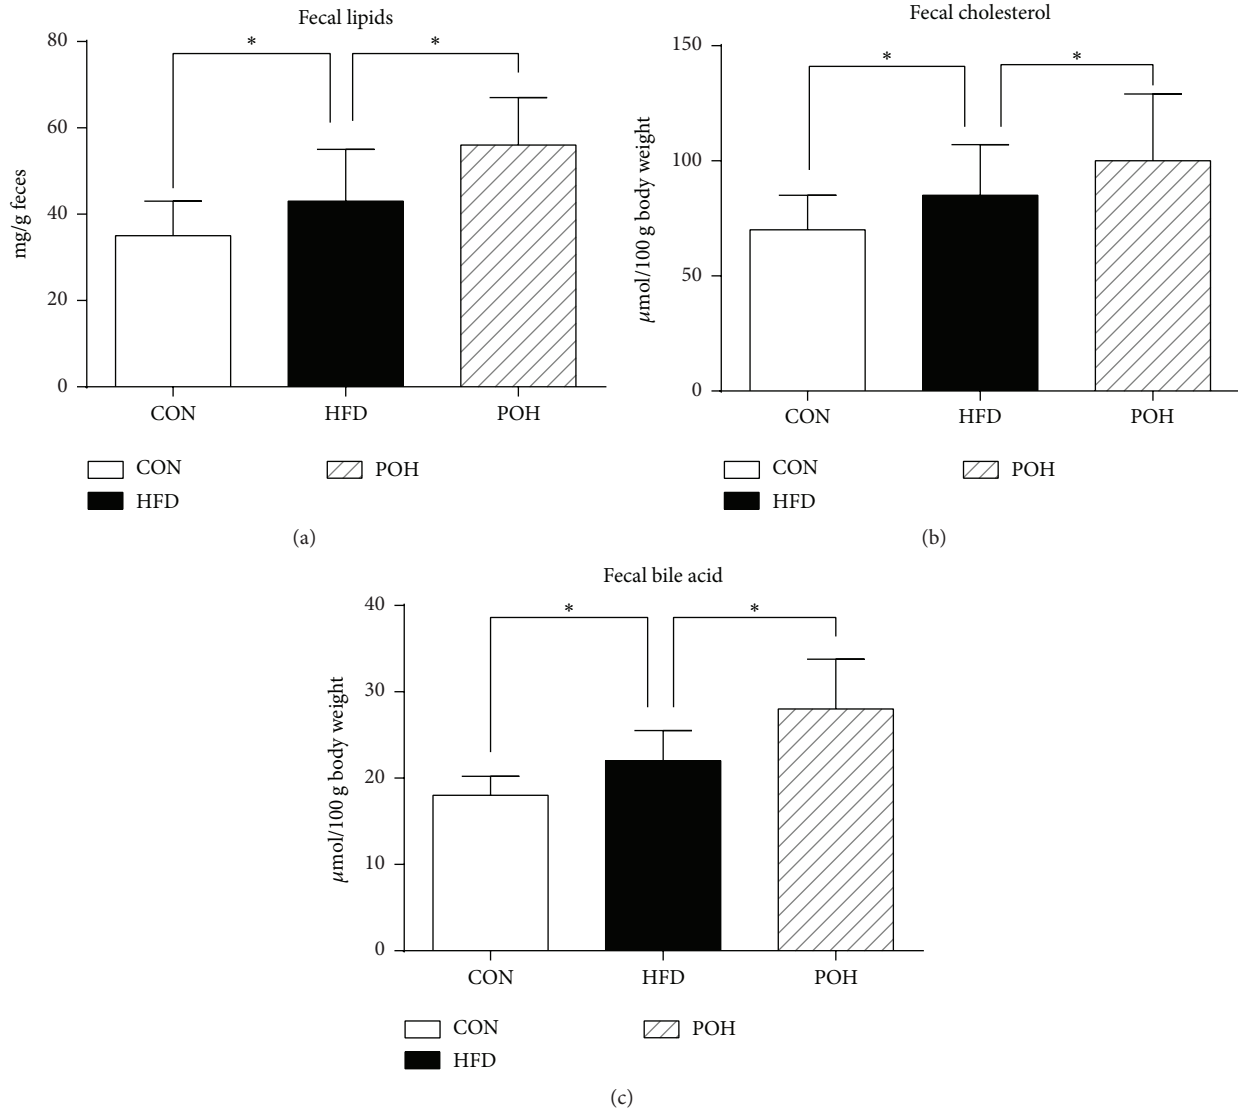 Fecal lipids
80
60
40
20
0
mg/g feces
*
*
CON
HFD
POH
CON
HFD
POH
(a)
Fecal cholesterol
150
100
50
0
μmol/100 g body weight
*
*
CON
HFD
POH
CON
HFD
POH
(b)
Fecal bile acid
40
30
20
10
0
μmol/100 g body weight
*
*
CON
HFD
POH
CON
HFD
POH
(c)